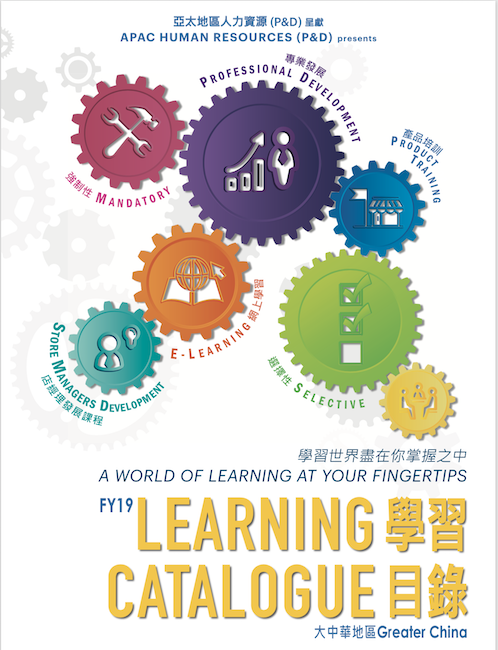 亞太地區人力資源 (P&D) 呈獻
APAC HUMAN RESOURCES (P&D) presents
專業發展
PROFESSIONAL DEVELOPMENT
產品培訓
PRODUCT
TRAINING
強制性 MANDATORY
E-LEARNING 網上學習
STORE MANAGERS DEVELOPMENT
店經理發展課程
選擇性 SELECTIVE
學習世界盡在你掌握之中
A WORLD OF LEARNING AT YOUR FINGERTIPS
FY19 LEARNING 學習
CATALOGUE 目錄
大中華地區Greater China